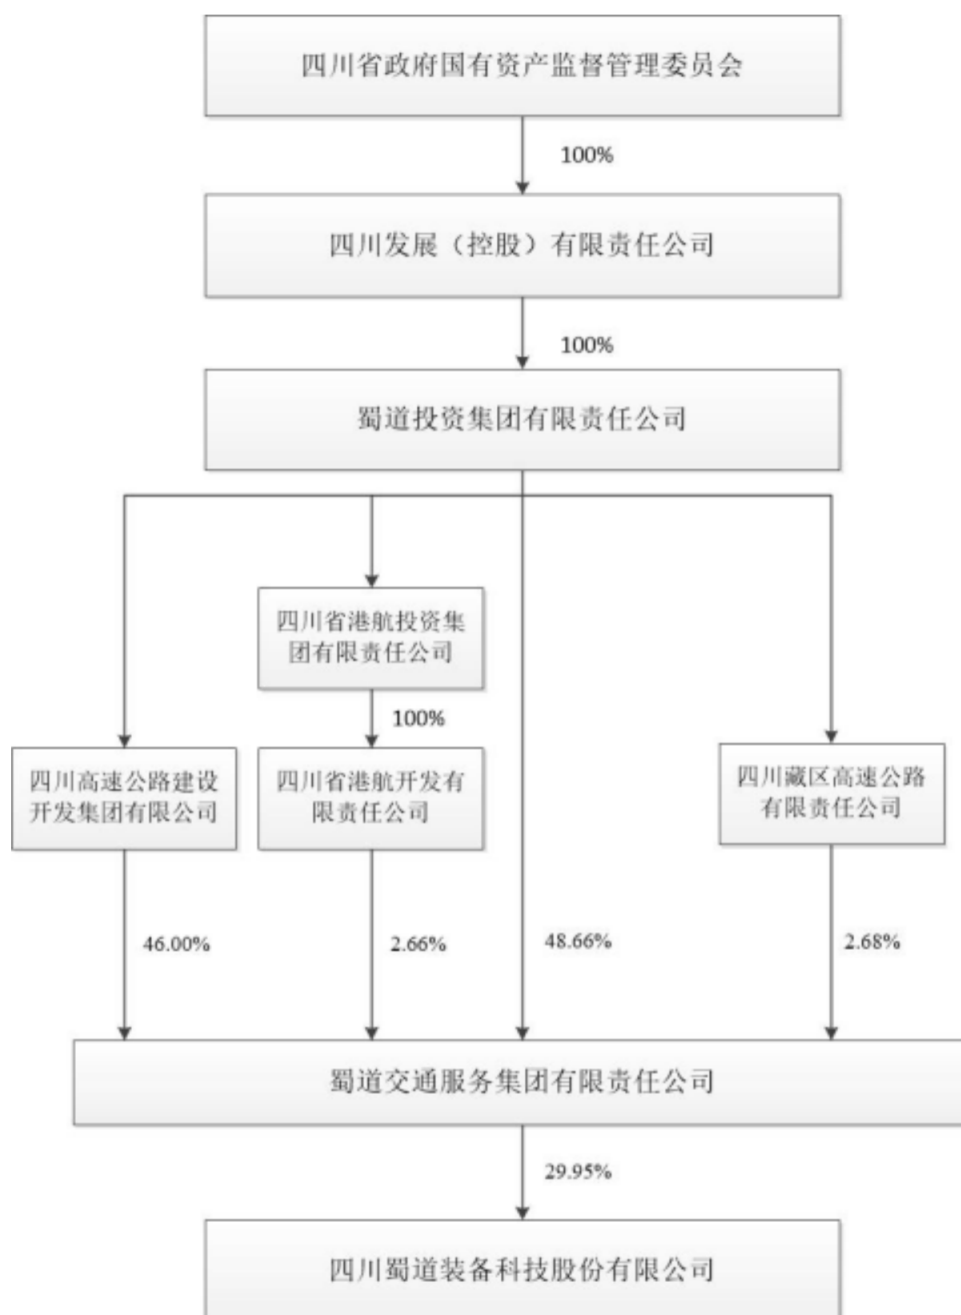 四川省政府国有资产监督管理委员会
100%
四川发展（控股）有限责任公司
100%
蜀道投资集团有限责任公司
四川省港航投资集
团有限责任公司
100%
四川高速公路建设
开发集团有限公司
四川省港航开发有
限责任公司
四川藏区高速公路
有限责任公司
46.00%
2.66%
48.66%
2.68%
蜀道交通服务集团有限责任公司
29.95%
四川蜀道装备科技股份有限公司